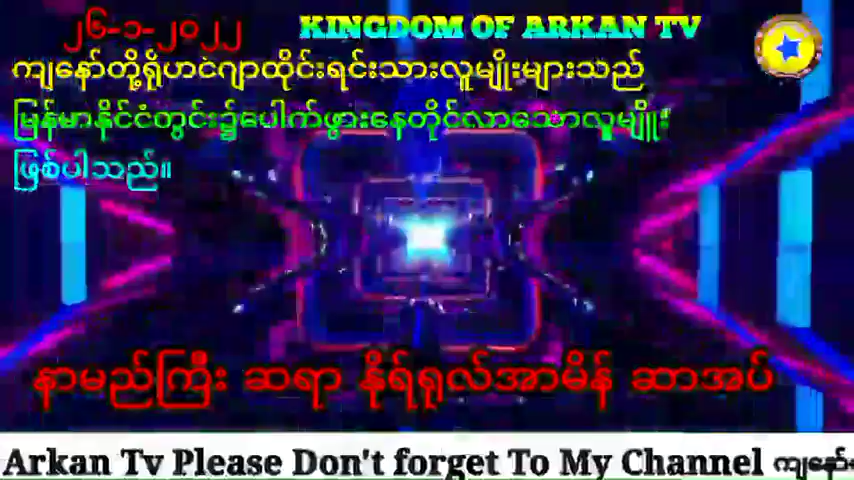 ၂၆-၁-၂၀၂၂ KINGDOM OF ARKAN TV
ကျနော်တို့ရိုဟင်ဂျာထိုင်းရင်းသားလူမျိုးများသည်
မြန်မာနိုင်ငံတွင်း၌ပေါက်ဖွားနေတိုင်လာသောလူမျိူး
ဖြစ်ပါသည်။
နာမည်ကြီး ဆရာ နိုရ်ရုလ်အာမိန် ဆာအပ်
Arkan Tv Please Don't forget To My Channel ကျနော်